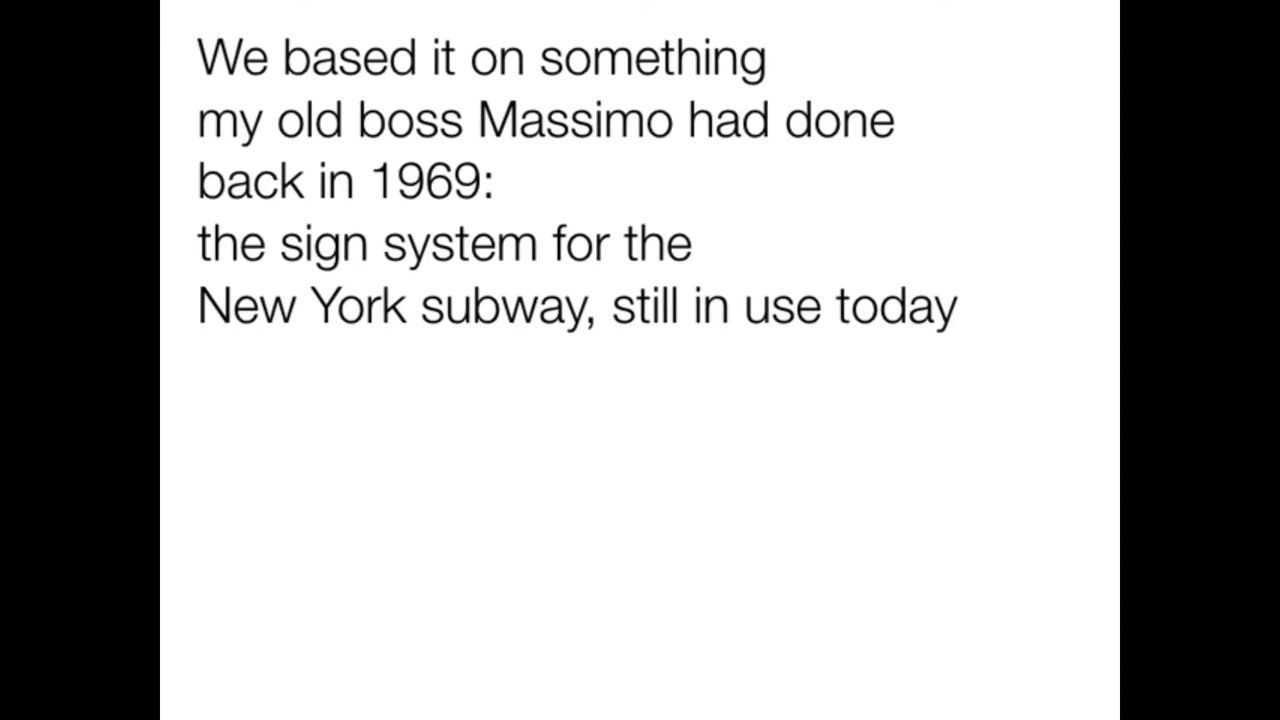 We based it on something
my old boss Massimo had done
back in 1969:
the sign system for the
New York subway, still in use today